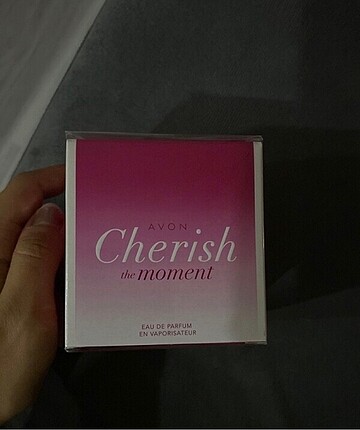 AVON
Cherish
the moment
EAU DE PARFUM
EN VAPORISATEUR